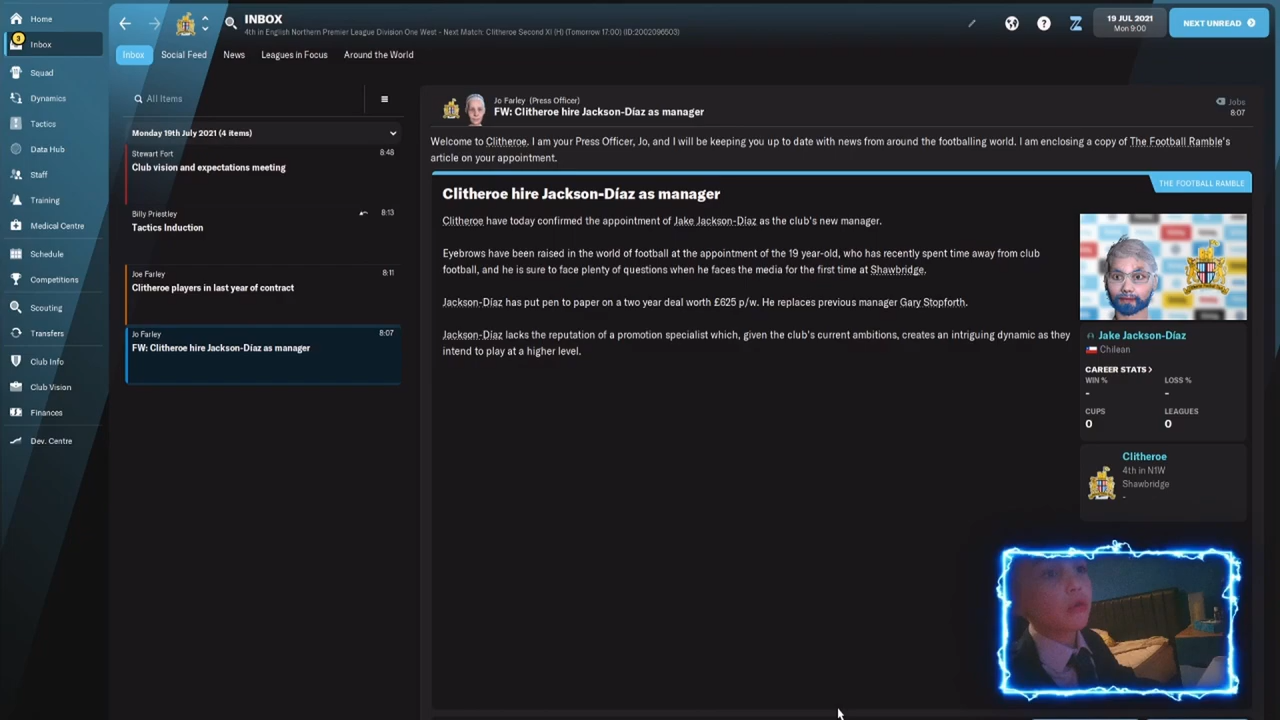 Home
INBOX
4th in English Northern Premier League Division One West - Next Match: Clitheroe Second XI (H) (Tomorrow 17:00) (ID:2002096503)
19 JUL 2021
Mon 9:00
NEXT UNREAD
3
Inbox
Inbox
Social Feed
News
Leagues in Focus
Around the World
Squad
Dynamics
Tactics
Data Hub
Staff
Training
Medical Centre
Schedule
Competitions
Scouting
Transfers
Club Info
Club Vision
Finances
Dev. Centre
All Items
Monday 19th July 2021 (4 items)
Stewart Fort
8:48
Club vision and expectations meeting
Billy Priestley
8:13
Tactics Induction
Joe Farley
8:11
Clitheroe players in last year of contract
Jo Farley
8:07
FW: Clitheroe hire Jackson-Díaz as manager
Jo Farley (Press Officer)
FW: Clitheroe hire Jackson-Díaz as manager
Jobs
8:07
Welcome to Clitheroe. I am your Press Officer, Jo, and I will be keeping you up to date with news from around the footballing world. I am enclosing a copy of The Football Ramble's
article on your appointment.
THE FOOTBALL RAMBLE
Clitheroe hire Jackson-Díaz as manager
Clitheroe have today confirmed the appointment of Jake Jackson-Díaz as the club's new manager.
Eyebrows have been raised in the world of football at the appointment of the 19 year-old, who has recently spent time away from club
football, and he is sure to face plenty of questions when he faces the media for the first time at Shawbridge.
Jackson-Díaz has put pen to paper on a two year deal worth £625 p/w. He replaces previous manager Gary Stopforth.
Jackson-Díaz lacks the reputation of a promotion specialist which, given the club's current ambitions, creates an intriguing dynamic as they
intend to play at a higher level.
Jake Jackson-Díaz
Chilean
CAREER STATS
WIN %
LOSS %
-
-
CUPS
LEAGUES
0
0
Clitheroe
4th in N1W
Shawbridge
-